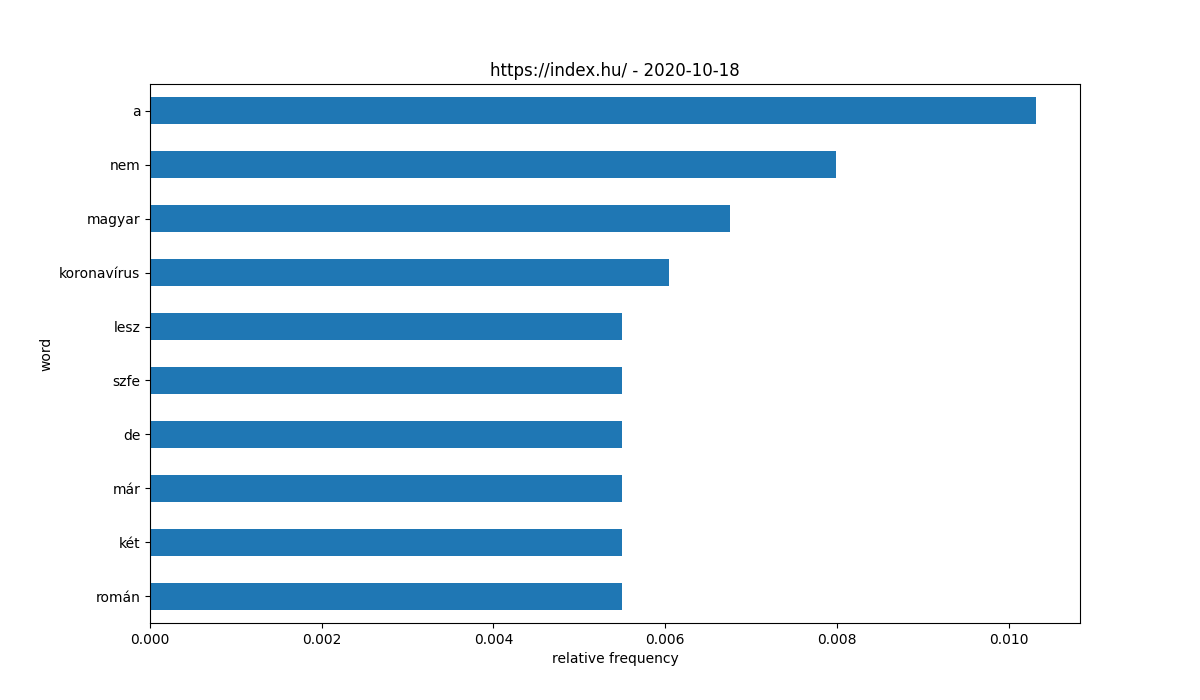 https://index.hu/ - 2020-10-18
a
nem
magyar
koronavírus
lesz
szfe
de
már
két
román
word
0.000 0.002 0.004 0.006 0.008 0.010
relative frequency